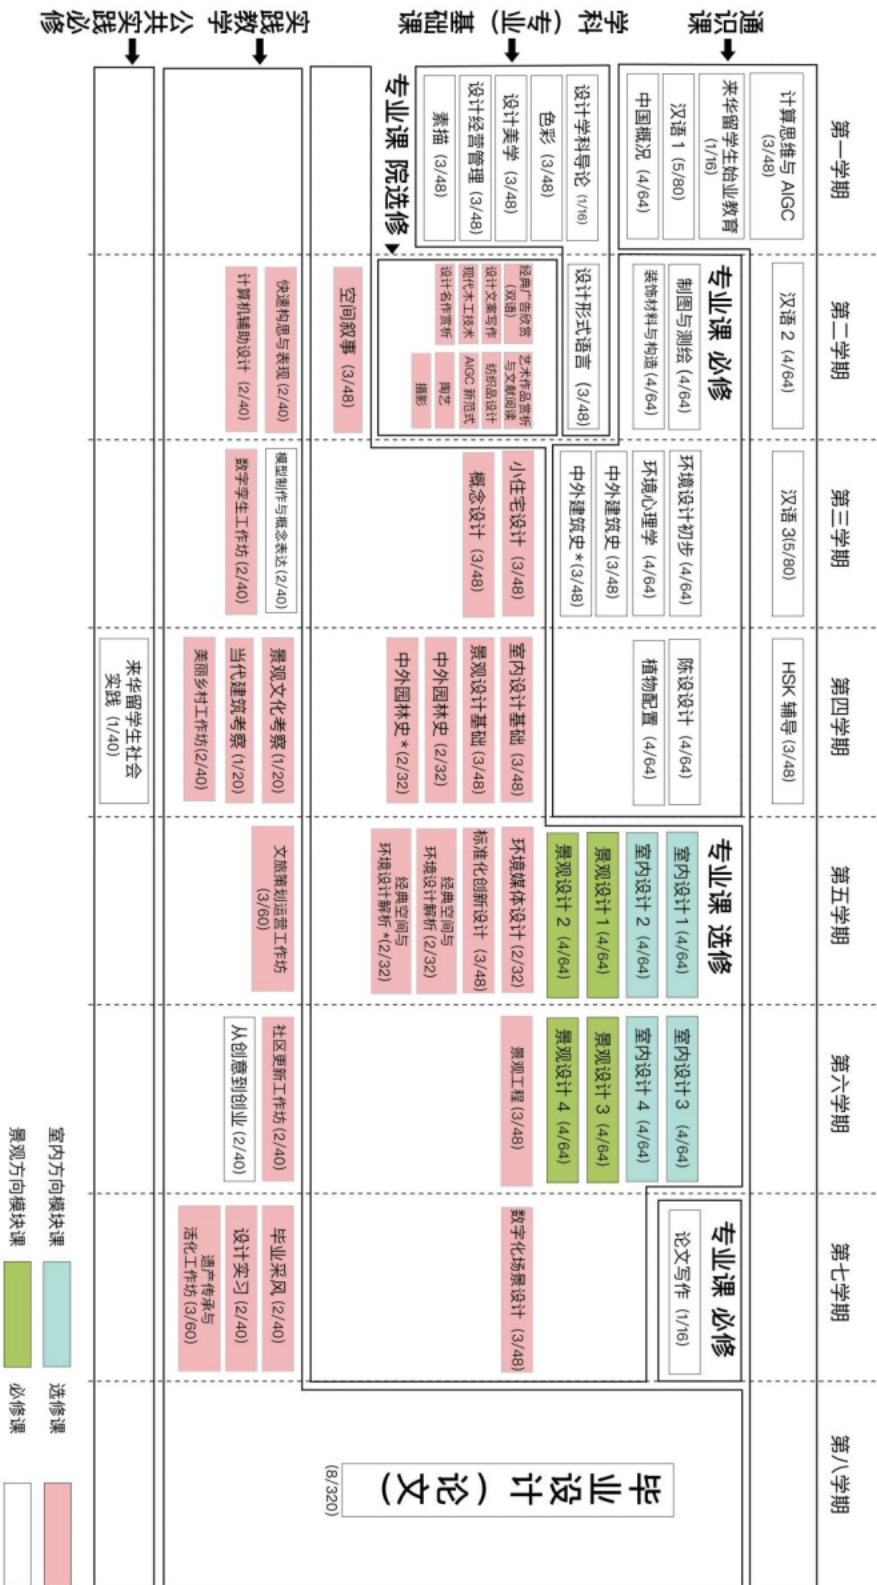 第一学期
第二学期
第三学期
第四学期
第五学期
第六学期
第七学期
第八学期
通识课
计算思维与 AIGC
(3/48)
来华留学生始业教育
(1/16)
汉语 1 (5/80)
中国概况 (4/64)
汉语 2 (4/64)
汉语 3(5/80)
HSK 辅导 (3/48)
学科(专业)基础课
设计学科导论 (1/16)
色彩 (3/48)
设计美学 (3/48)
设计经营管理 (3/48)
素描 (3/48)
设计形式语言 (3/48)
专业课 必修
制图与测绘 (4/64)
装饰材料与构造 (4/64)
环境设计初步 (4/64)
环境心理学 (4/64)
中外建筑史 (3/48)
中外建筑史 *(3/48)
陈设设计 (4/64)
植物配置 (4/64)
专业课 院选修
经典广告欣赏
(双语)
设计文案写作
现代木工技术
设计名作赏析
艺术作品赏析
与文献阅读
纺织品设计
AIGC 新范式
陶艺
摄影
专业课 选修
空间叙事 (3/48)
小住宅设计 (3/48)
概念设计 (3/48)
室内设计基础 (3/48)
景观设计基础 (3/48)
中外园林史 (2/32)
中外园林史 *(2/32)
室内设计 1 (4/64)
室内设计 2 (4/64)
景观设计 1 (4/64)
景观设计 2 (4/64)
环境媒体设计 (2/32)
标准化创新设计 (3/48)
经典空间与
环境设计解析 (2/32)
经典空间与
环境设计解析 *(2/32)
室内设计 3 (4/64)
室内设计 4 (4/64)
景观设计 3 (4/64)
景观设计 4 (4/64)
景观工程 (3/48)
数字化场景设计 (3/48)
专业课 必修
论文写作 (1/16)
实践教学
快速构思与表现 (2/40)
计算机辅助设计 (2/40)
模型制作与概念表达 (2/40)
数字孪生工作坊 (2/40)
景观文化考察 (1/20)
当代建筑考察 (1/20)
美丽乡村工作坊(2/40)
文旅策划运营工作坊
(3/60)
社区更新工作坊 (2/40)
从创意到创业 (2/40)
毕业采风 (2/40)
设计实习 (2/40)
遗产传承与
活化工作坊 (3/60)
毕业设计(论文)
(8/320)
公共实践必修
来华留学生社会
实践 (1/40)
室内方向模块课
选修课
景观方向模块课
必修课